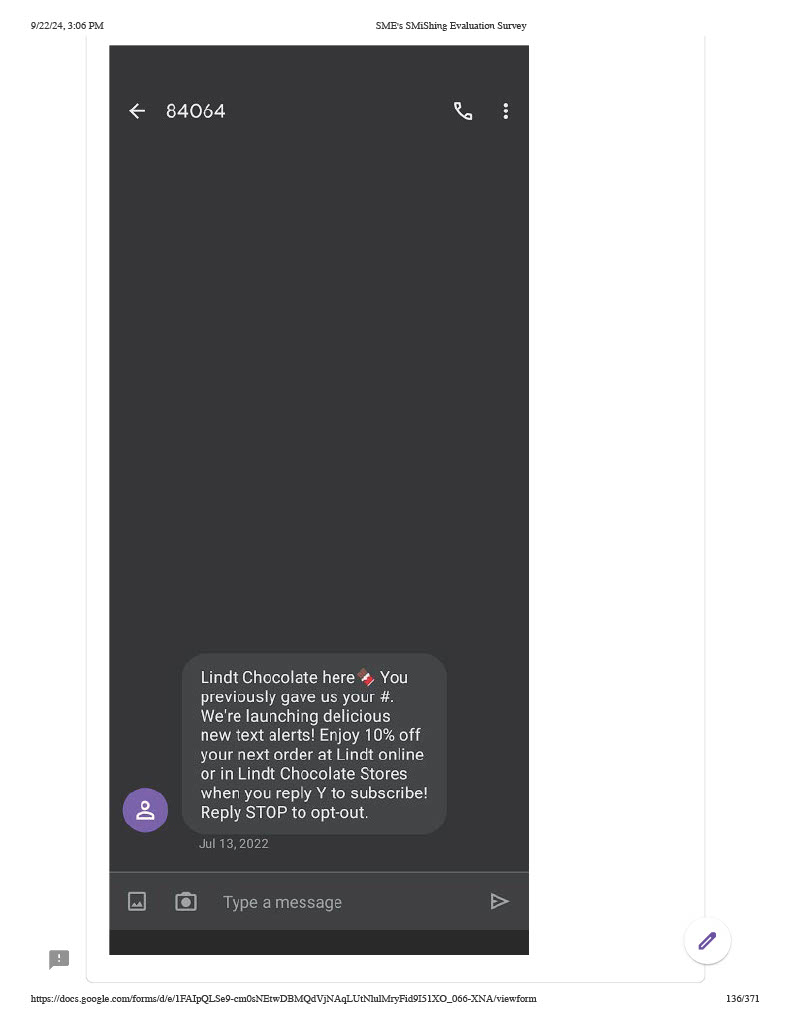 9/22/24, 3:06 PM
SME's SMiShing Evaluation Survey
84064
Lindt Chocolate here 🍫 You
previously gave us your #.
We're launching delicious
new text alerts! Enjoy 10% off
your next order at Lindt online
or in Lindt Chocolate Stores
when you reply Y to subscribe!
Reply STOP to opt-out.
Jul 13, 2022
Type a message
https://docs.google.com/forms/d/e/1FAIpQLSe9-cm0sNEtwDBMQdVjNAqLUtNlulMryFid9I51XO_066-XNA/viewform
136/371